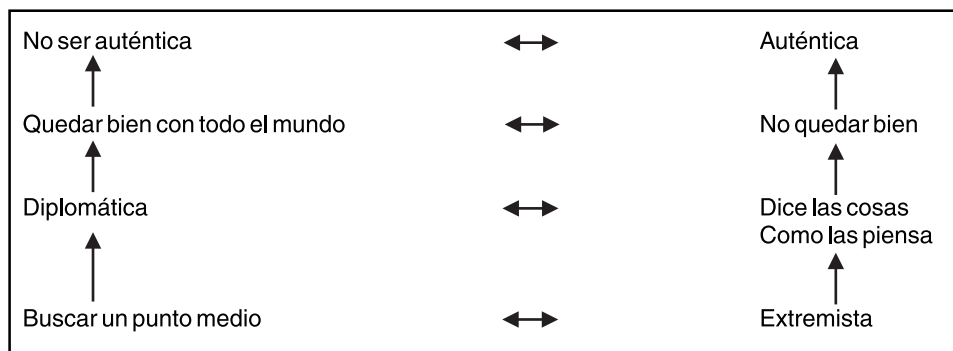 No ser auténtica ↔ Auténtica
Quedar bien con todo el mundo ↔ No quedar bien
Diplomática ↔ Dice las cosas
Como las piensa
Buscar un punto medio ↔ Extremista